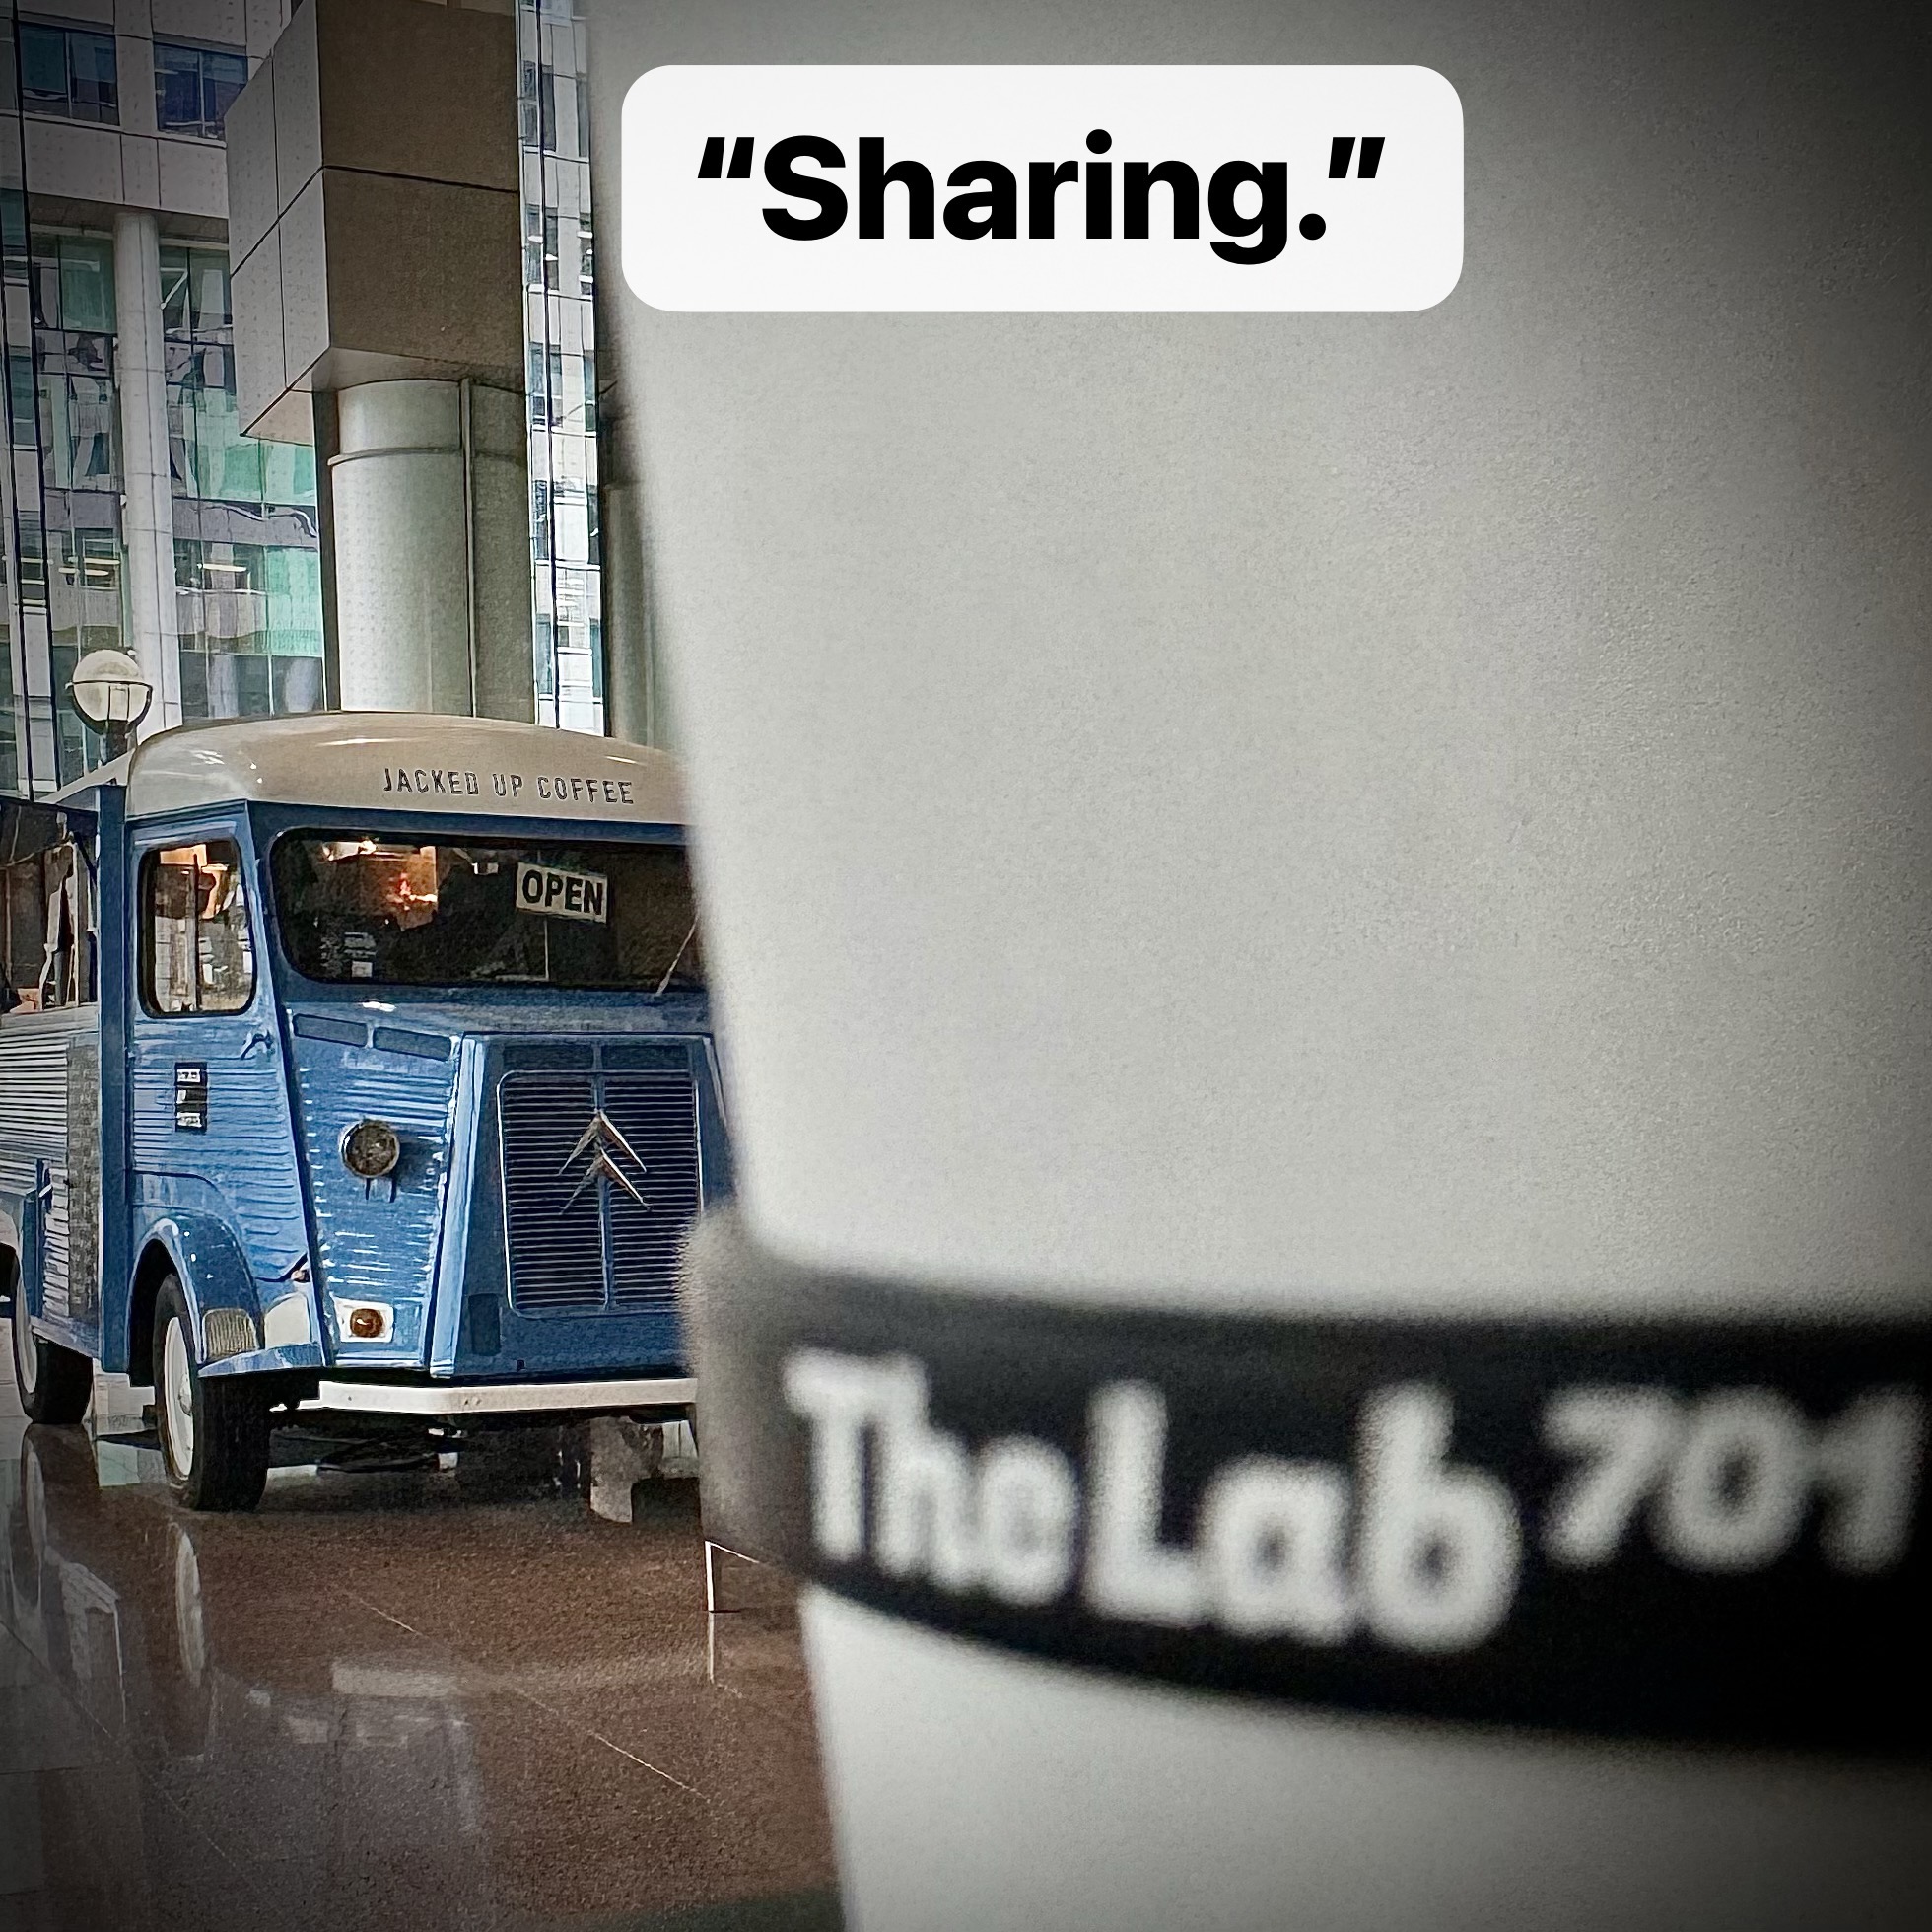 “Sharing.”
JACKED UP COFFEE
OPEN
The Lab 701